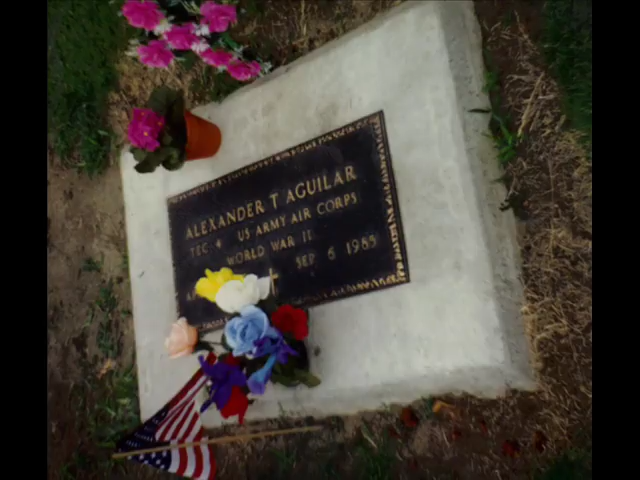 ALEXANDER T AGUILAR
TEC 4 US ARMY AIR CORPS
WORLD WAR II
SEP 6 1985